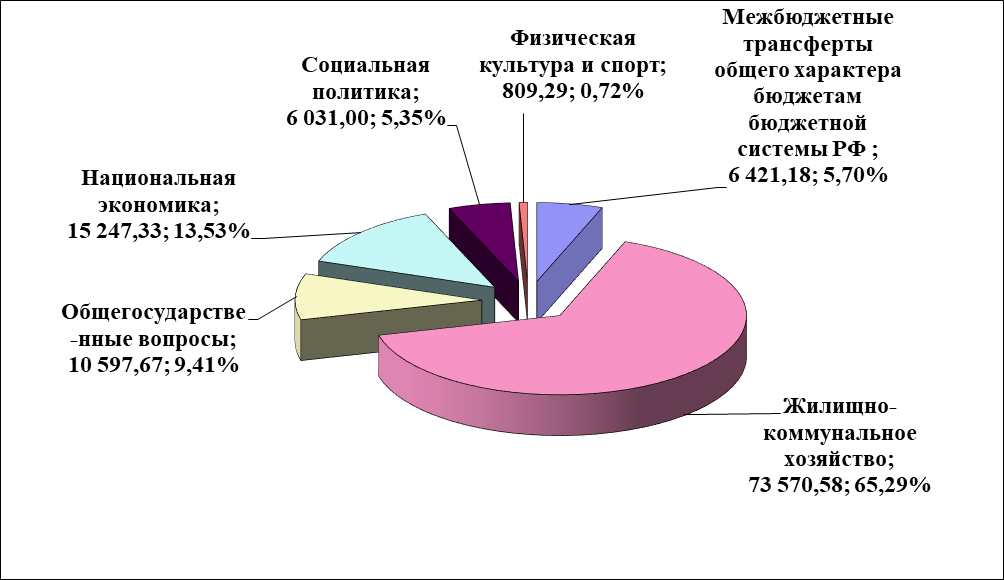 Межбюджетные
трансферты
общего характера
бюджетам
бюджетной
системы РФ ;
6 421,18; 5,70%
Физическая
культура и спорт;
809,29; 0,72%
Социальная
политика;
6 031,00; 5,35%
Национальная
экономика;
15 247,33; 13,53%
Общегосударстве
-нные вопросы;
10 597,67; 9,41%
Жилищно-
коммунальное
хозяйство;
73 570,58; 65,29%